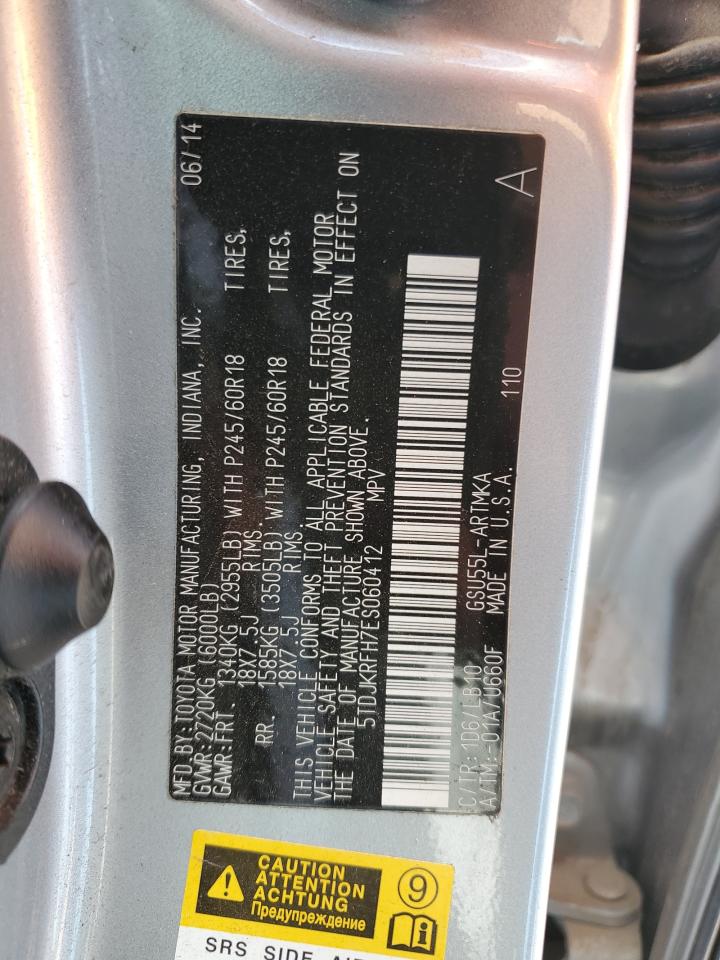 MFD.BY:TOYOTA MOTOR MANUFACTURING, INDIANA, INC. 06/14
GVWR:2720KG (6000LB)
GAWR:FRT. 1340KG (2955LB) WITH P245/60R18 TIRES,
18X7.5J RIMS.
RR. 1585KG (3505LB) WITH P245/60R18 TIRES,
18X7.5J RIMS.
THIS VEHICLE CONFORMS TO ALL APPLICABLE FEDERAL MOTOR
VEHICLE SAFETY AND THEFT PREVENTION STANDARDS IN EFFECT ON
THE DATE OF MANUFACTURE SHOWN ABOVE.
5TDJKRFH7ES060412 MPV
C/TR:1D6/LB10 GSU55L-ARTMKA A
A/TM:-01A/U660F MADE IN U.S.A. 110
CAUTION
ATTENTION
ACHTUNG
Предупреждение
9
SRS SIDE